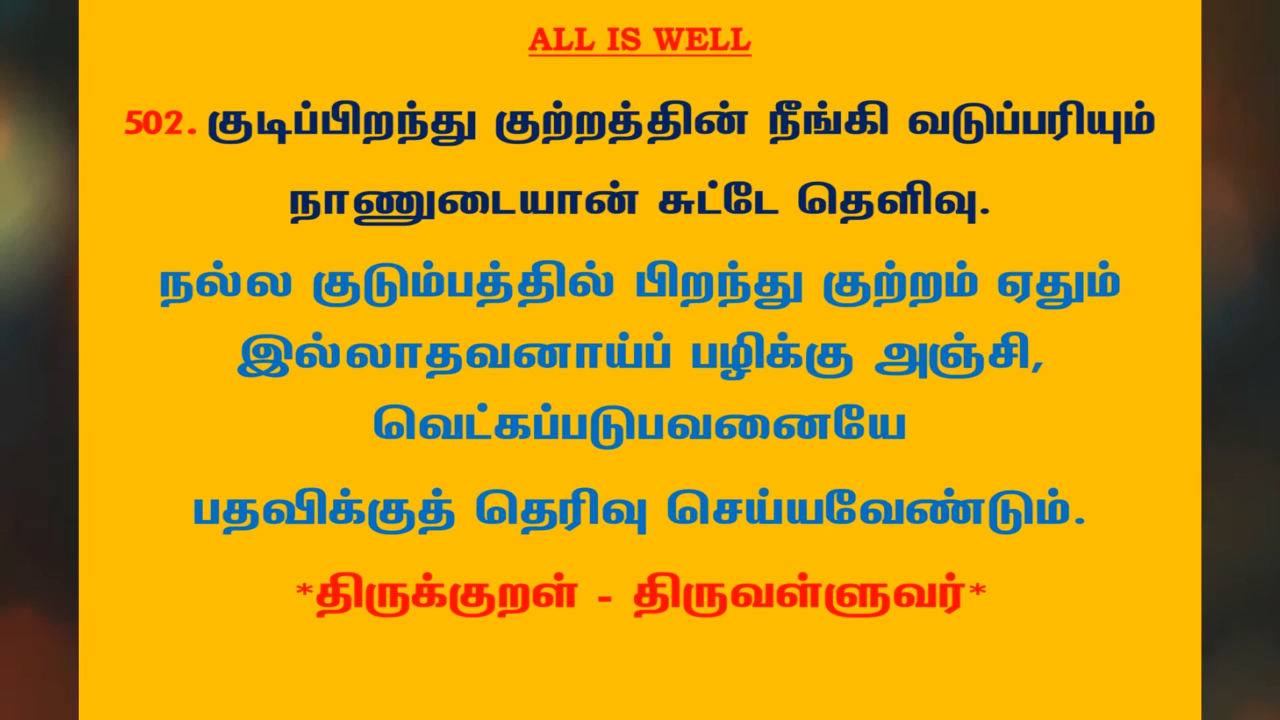 ALL IS WELL
502. குடிப்பிறந்து குற்றத்தின் நீங்கி வடுப்பரியும்
நாணுடையான் சுட்டே தெளிவு.
நல்ல குடும்பத்தில் பிறந்து குற்றம் ஏதும்
இல்லாதவனாய்ப் பழிக்கு அஞ்சி,
வெட்கப்படுபவனையே
பதவிக்குத் தெரிவு செய்யவேண்டும்.
*திருக்குறள் - திருவள்ளுவர்*